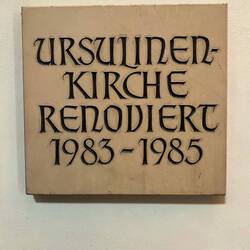 URSULINEN-
KIRCHE
RENOVIERT
1983-1985